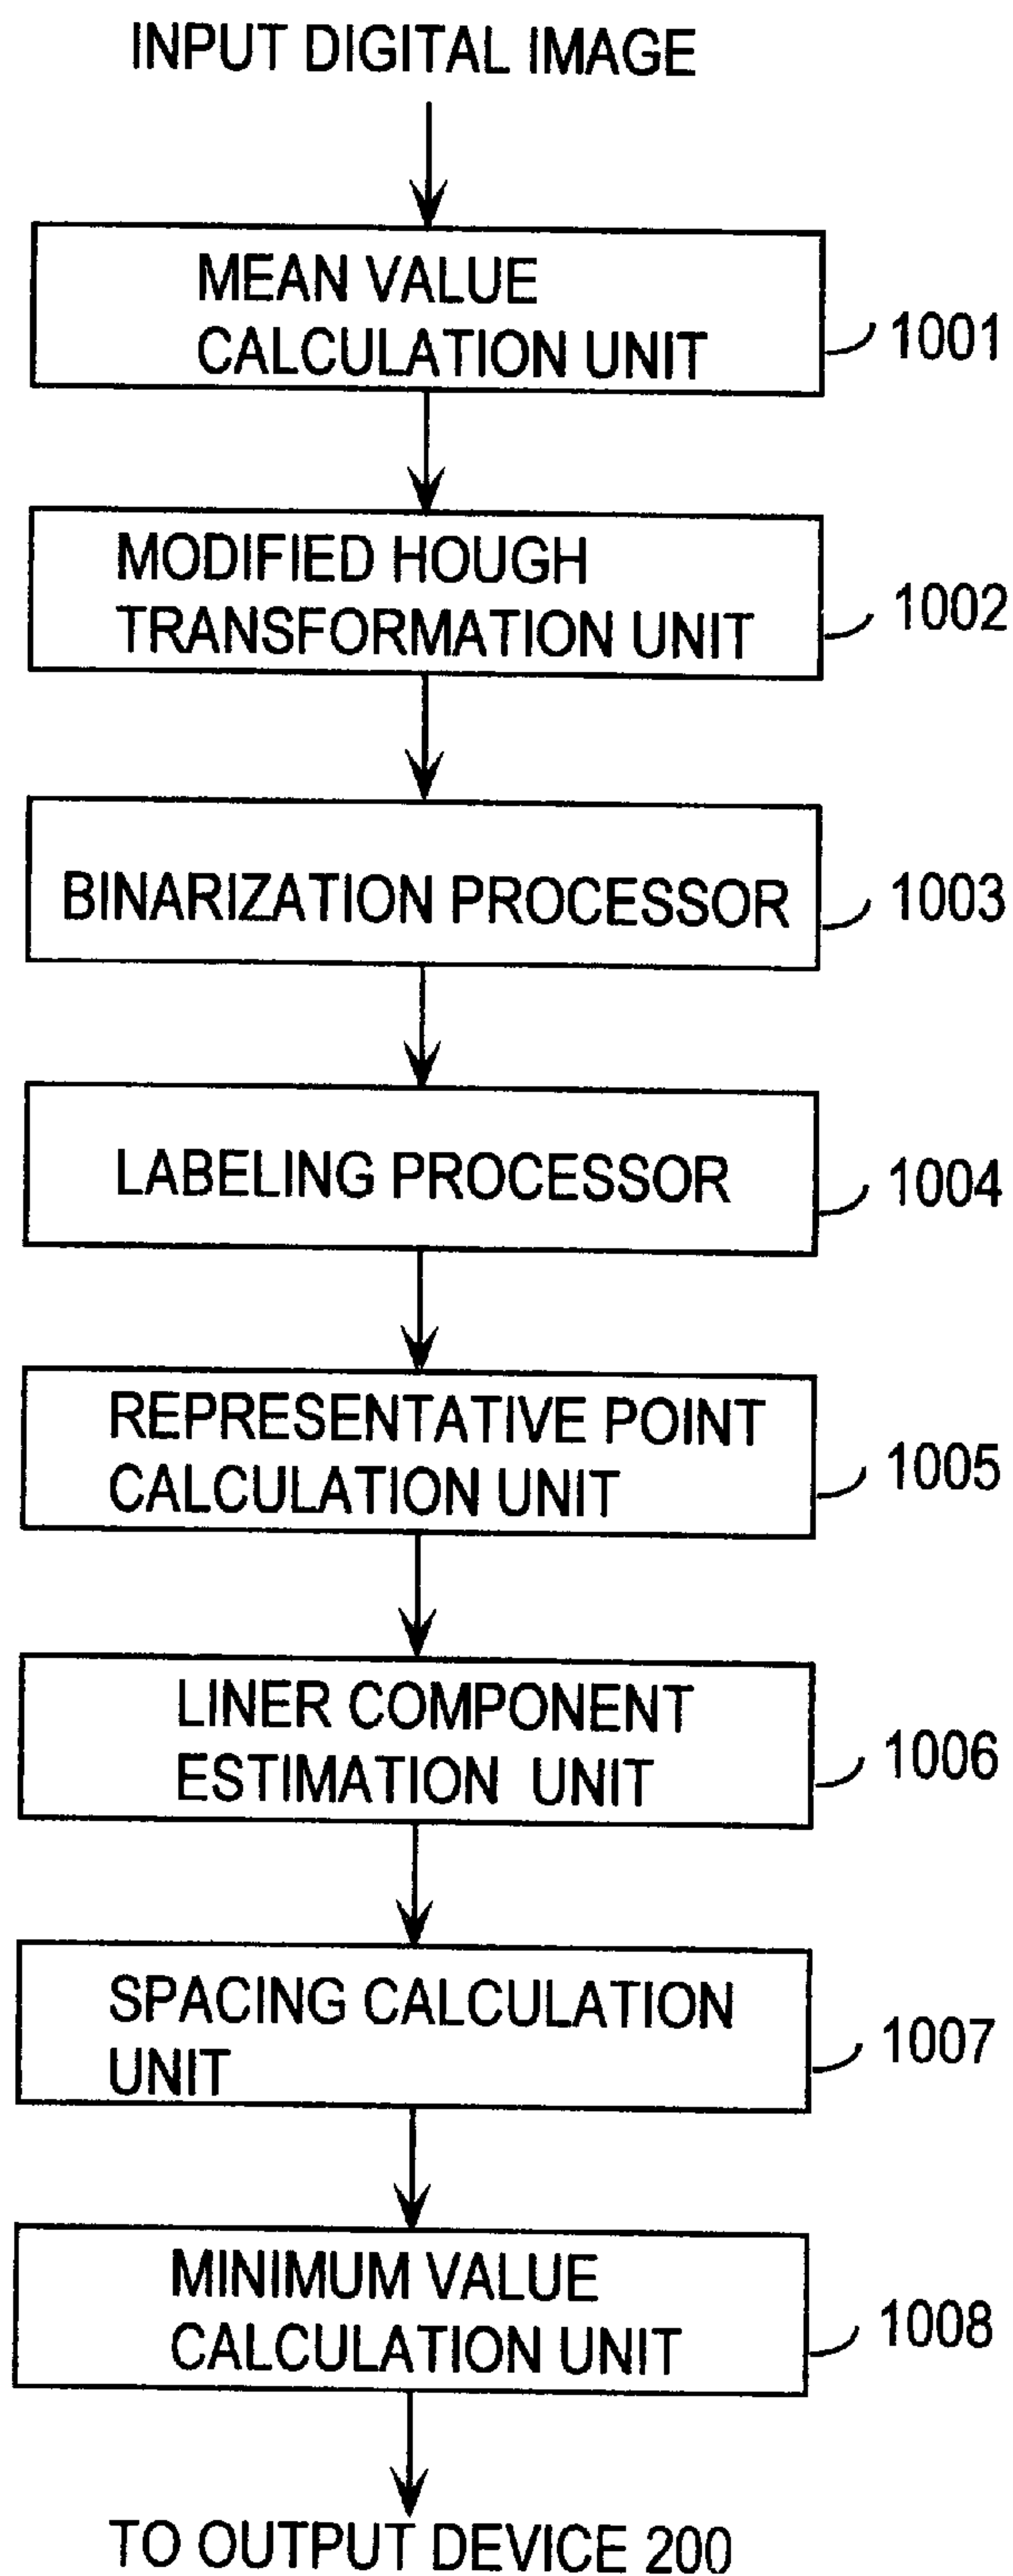 INPUT DIGITAL IMAGE
MEAN VALUE
CALCULATION UNIT
1001
MODIFIED HOUGH
TRANSFORMATION UNIT
1002
BINARIZATION PROCESSOR
1003
LABELING PROCESSOR
1004
REPRESENTATIVE POINT
CALCULATION UNIT
1005
LINER COMPONENT
ESTIMATION UNIT
1006
SPACING CALCULATION
UNIT
1007
MINIMUM VALUE
CALCULATION UNIT
1008
TO OUTPUT DEVICE 200